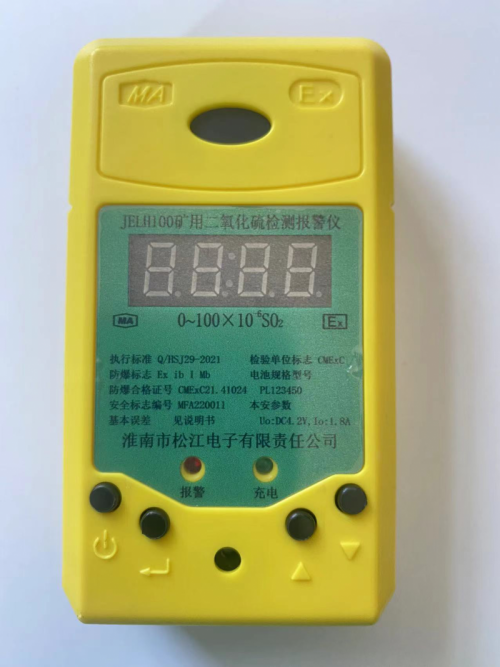 MA Ex
JELH100矿用二氧化硫检测报警仪
MA 0~100×10⁻⁶SO₂ Ex
执行标准 Q/HSJ29-2021 检验单位标志 CMExC
防爆标志 Ex ib l Mb 电池规格型号
防爆合格证号 CMExC21.41024 PL123450
安全标志编号 MFA220011 本安参数
基本误差 见说明书 Uo:DC4.2V,Io:1.8A
淮南市松江电子有限责任公司
报警 充电